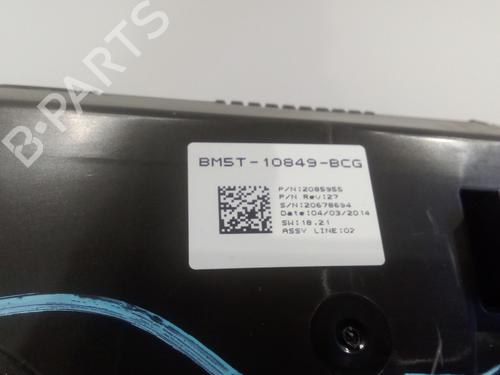 BM5T-10849-BCG
P/N:2085955
P/N Rev:27
S/N:20678694
Date:04/03/2014
SW:18.21
ASSY LINE:02
B-PARTS